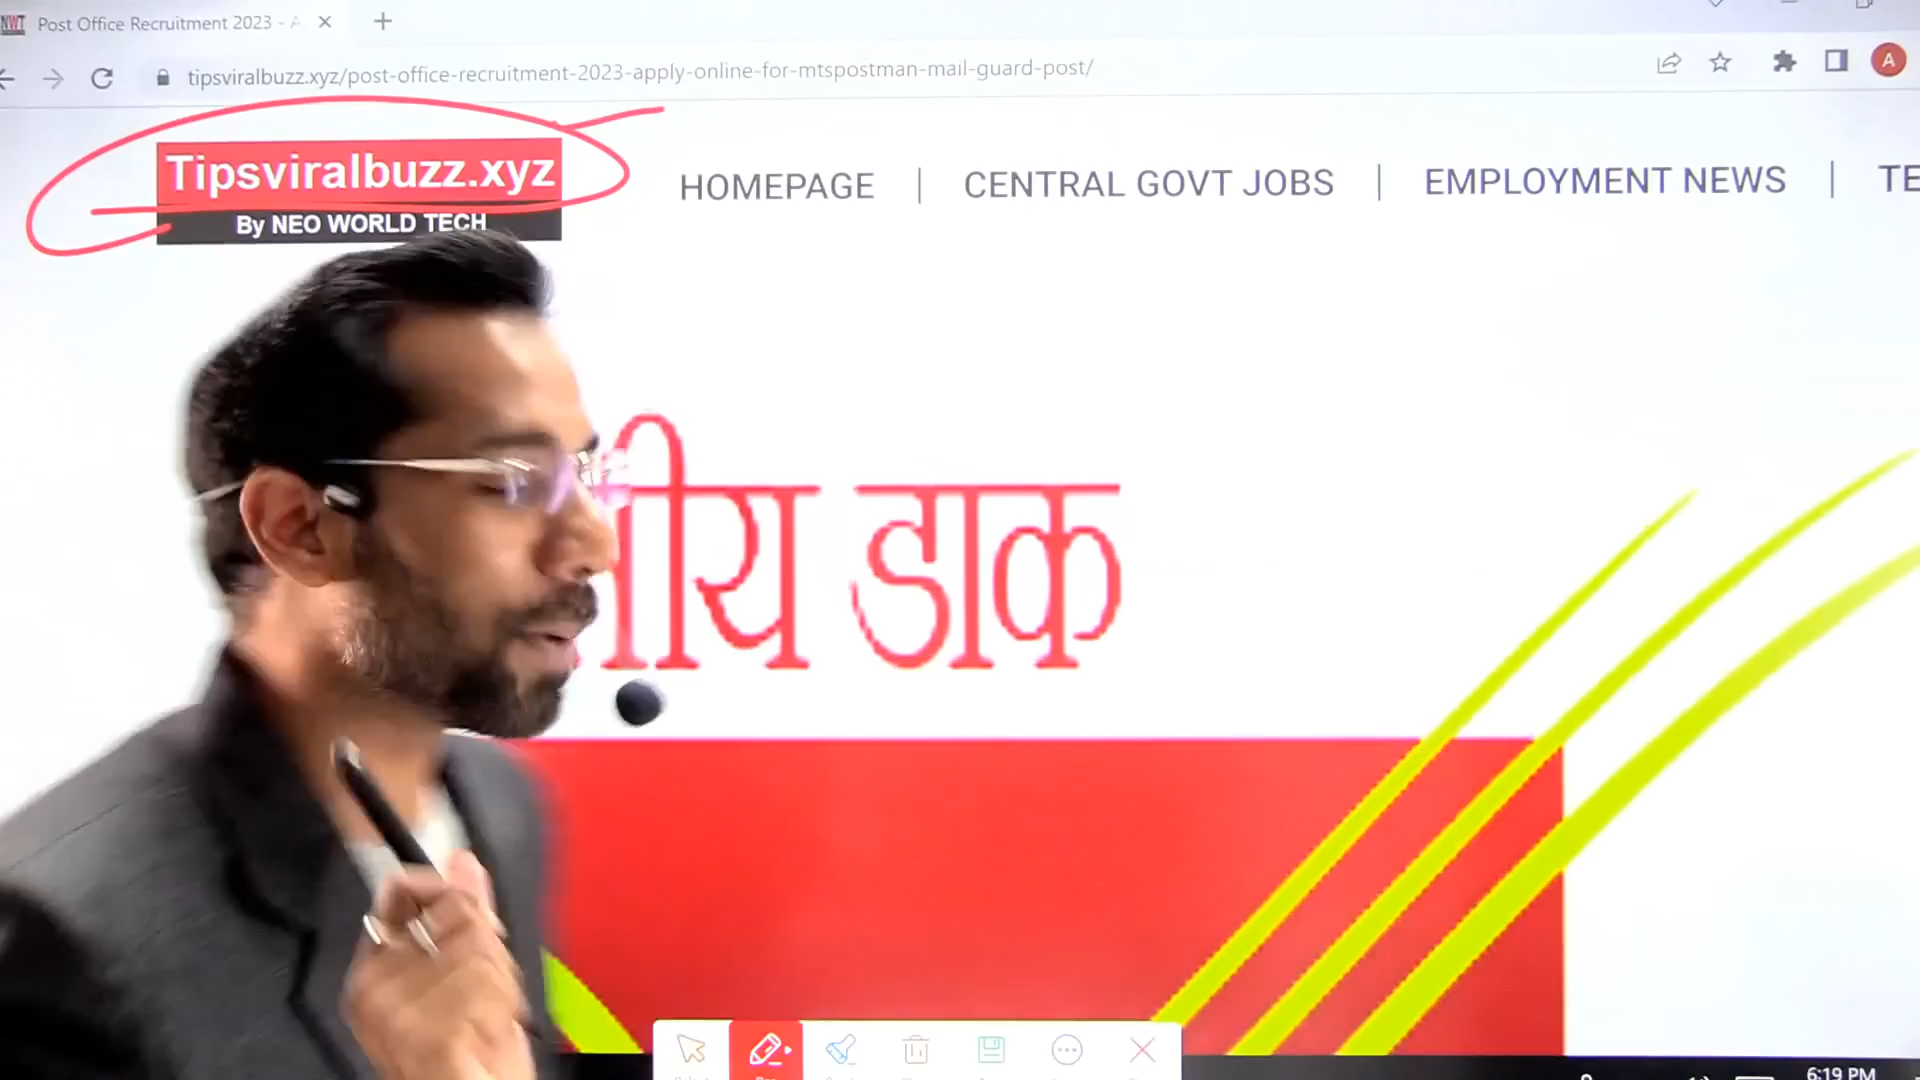 Post Office Recruitment 2023 - A
tipsviralbuzz.xyz/post-office-recruitment-2023-apply-online-for-mtspostman-mail-guard-post/
A
Tipsviralbuzz.xyz
By NEO WORLD TECH
HOMEPAGE | CENTRAL GOVT JOBS | EMPLOYMENT NEWS | TE
डाक
6:19 PM